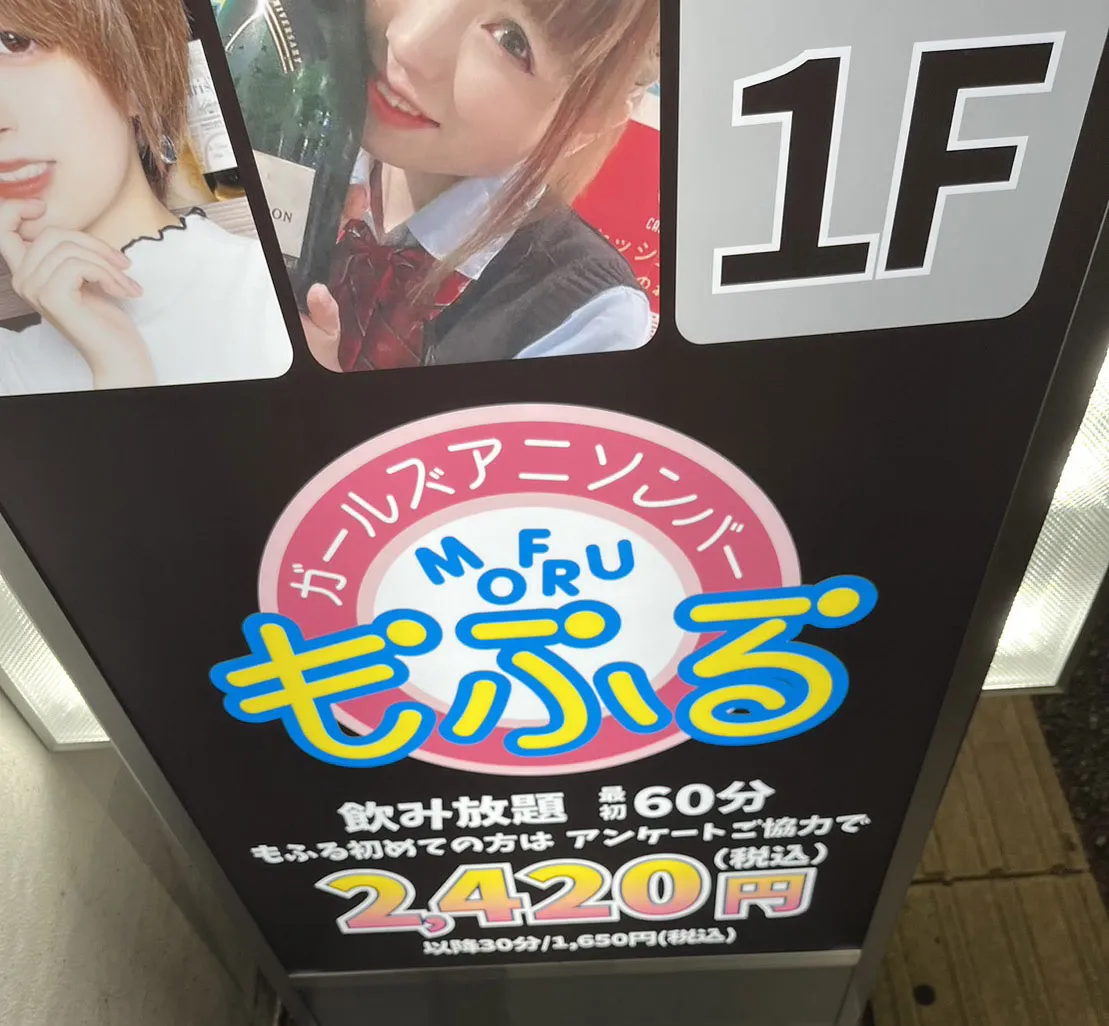 1F
ガールズアニソンバー
MOFRU
もふる
飲み放題 最初60分
もふる初めての方は アンケートご協力で
2,420円(税込)
以降30分/1,650円(税込)